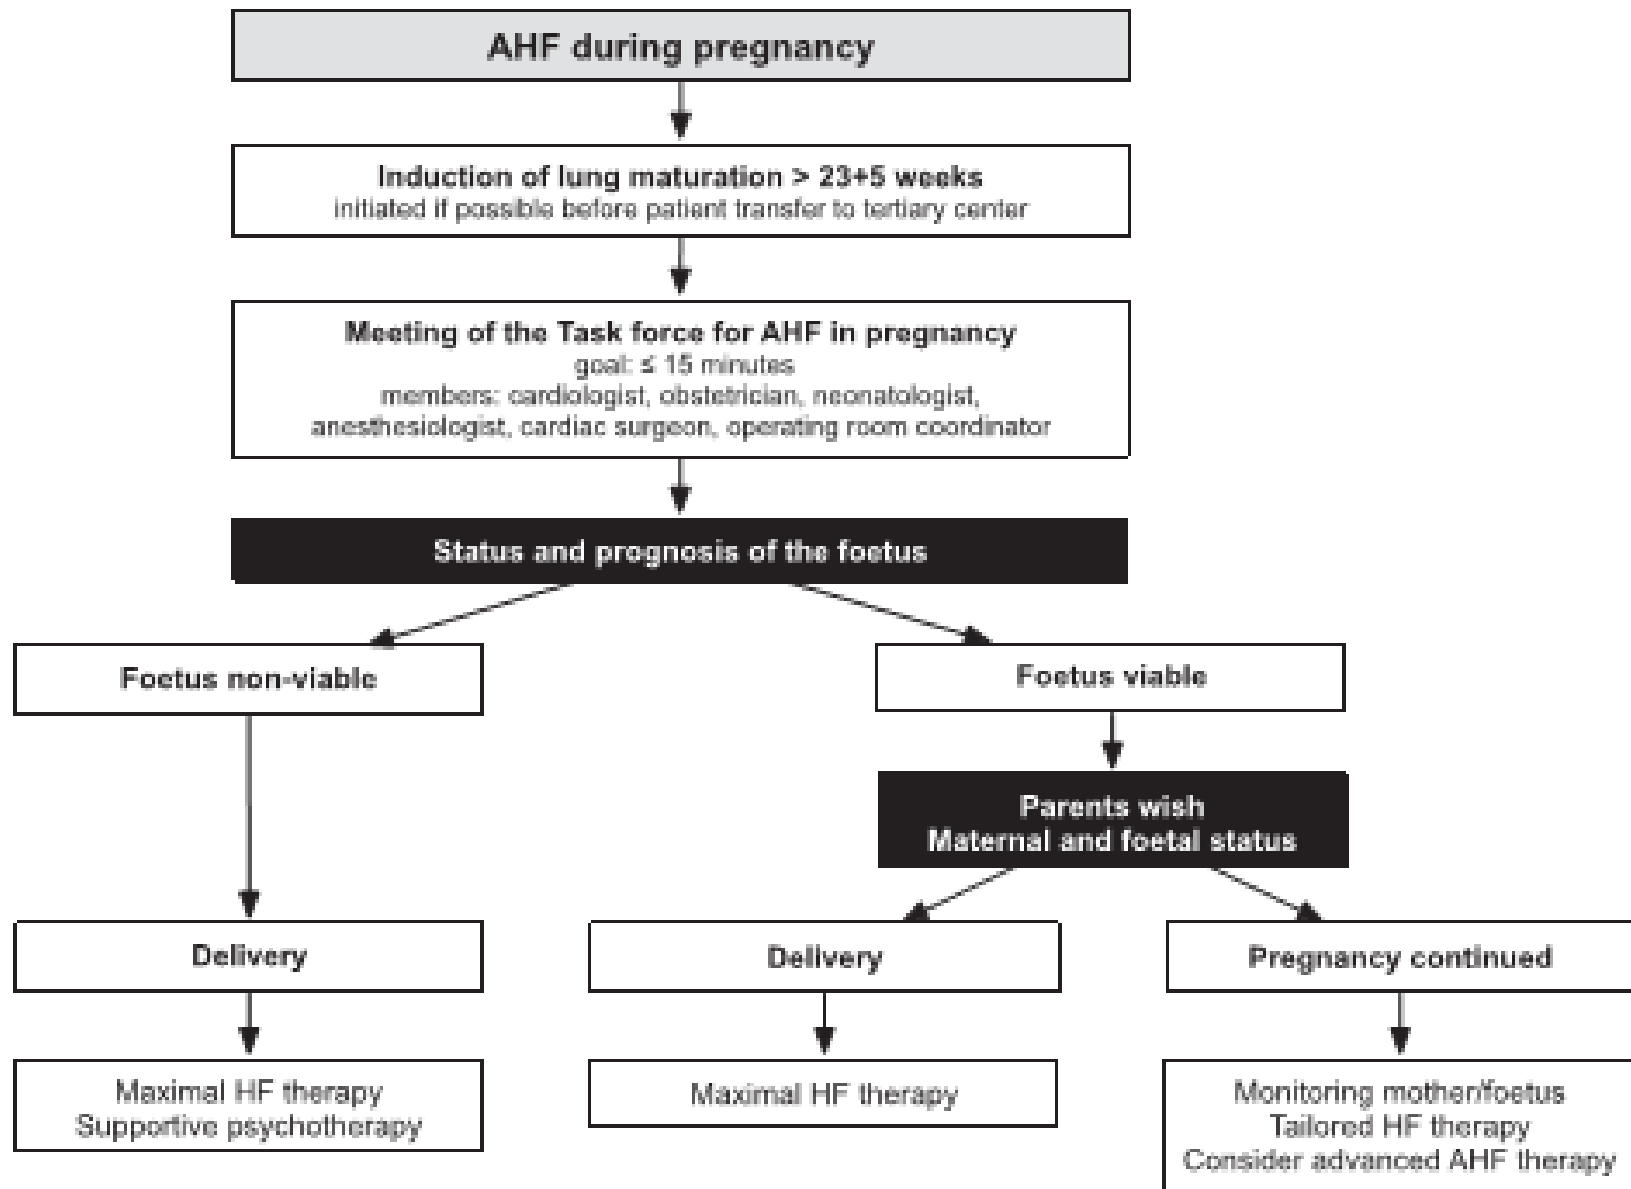 AHF during pregnancy
Induction of lung maturation > 23+5 weeks
initiated if possible before patient transfer to tertiary center
Meeting of the Task force for AHF in pregnancy
goal: ≤ 15 minutes
members: cardiologist, obstetrician, neonatologist,
anesthesiologist, cardiac surgeon, operating room coordinator
Status and prognosis of the foetus
Foetus non-viable
Foetus viable
Parents wish
Maternal and foetal status
Delivery
Delivery
Pregnancy continued
Maximal HF therapy
Supportive psychotherapy
Maximal HF therapy
Monitoring mother/foetus
Tailored HF therapy
Consider advanced AHF therapy